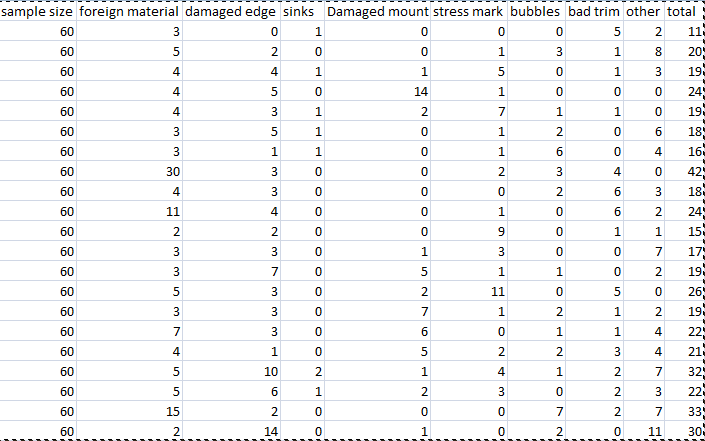 sample size foreign material damaged edge sinks Damaged mount stress mark bubbles bad trim other total
60 3 0 1 0 0 0 5 2 11
60 5 2 0 0 1 3 1 8 20
60 4 4 1 1 5 0 1 3 19
60 4 5 0 14 1 0 0 0 24
60 4 3 1 2 7 1 1 0 19
60 3 5 1 0 1 2 0 6 18
60 3 1 1 0 1 6 0 4 16
60 30 3 0 0 2 3 4 0 42
60 4 3 0 0 0 2 6 3 18
60 11 4 0 0 1 0 6 2 24
60 2 2 0 0 9 0 1 1 15
60 3 3 0 1 3 0 0 7 17
60 3 7 0 5 1 1 0 2 19
60 5 3 0 2 11 0 5 0 26
60 3 3 0 7 1 2 1 2 19
60 7 3 0 6 0 1 1 4 22
60 4 1 0 5 2 2 3 4 21
60 5 10 2 1 4 1 2 7 32
60 5 6 1 2 3 0 2 3 22
60 15 2 0 0 0 7 2 7 33
60 2 14 0 1 0 2 0 11 30